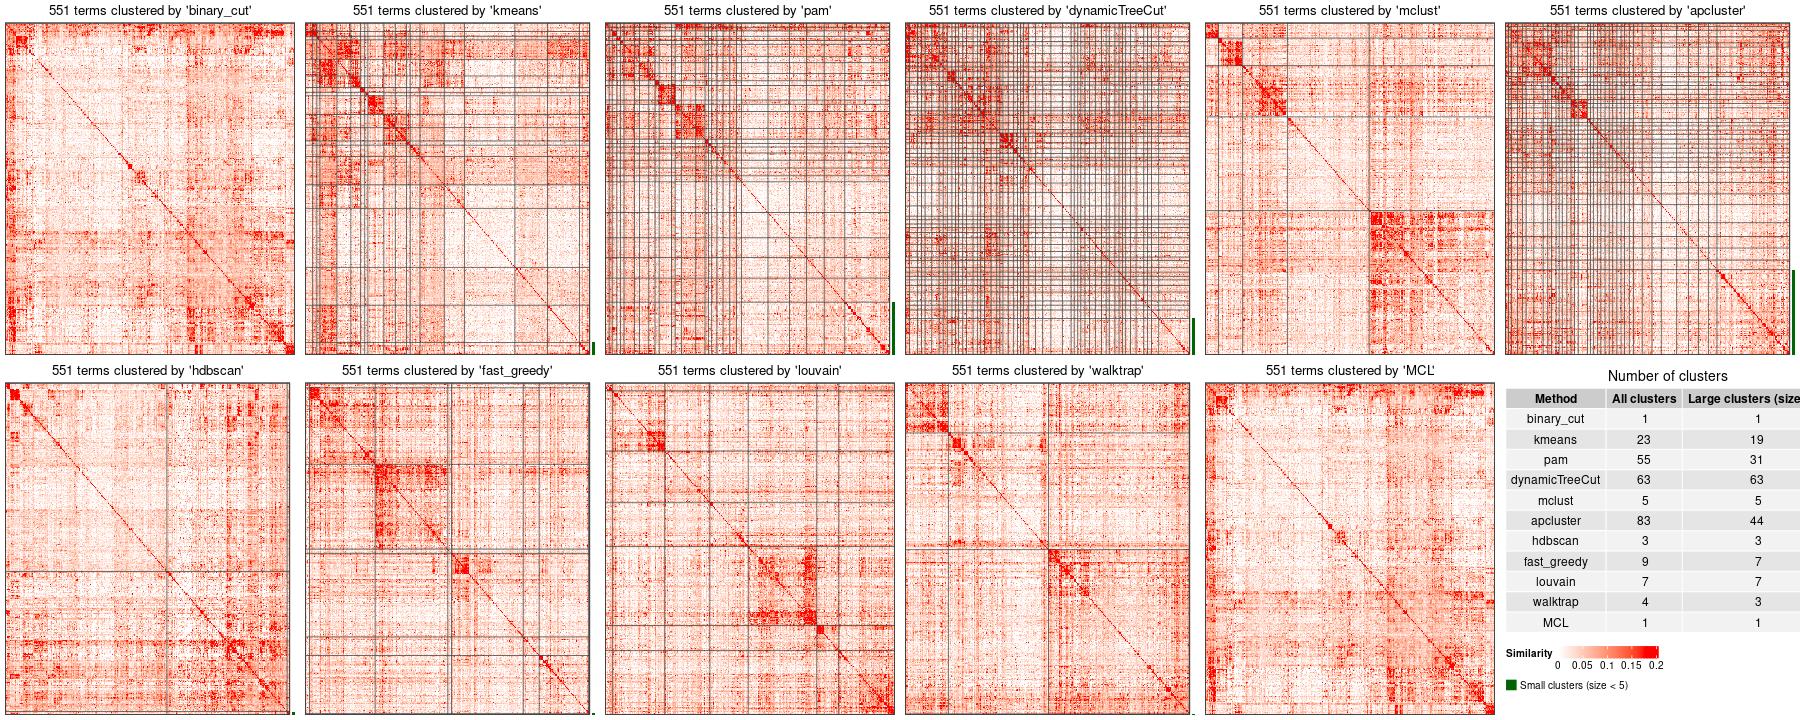 551 terms clustered by 'binary_cut'
551 terms clustered by 'kmeans'
551 terms clustered by 'pam'
551 terms clustered by 'dynamicTreeCut'
551 terms clustered by 'mclust'
551 terms clustered by 'apcluster'
551 terms clustered by 'hdbscan'
551 terms clustered by 'fast_greedy'
551 terms clustered by 'louvain'
551 terms clustered by 'walktrap'
551 terms clustered by 'MCL'
Number of clusters
Method All clusters Large clusters (size
binary_cut 1 1
kmeans 23 19
pam 55 31
dynamicTreeCut 63 63
mclust 5 5
apcluster 83 44
hdbscan 3 3
fast_greedy 9 7
louvain 7 7
walktrap 4 3
MCL 1 1
Similarity
0 0.05 0.1 0.15 0.2
Small clusters (size < 5)